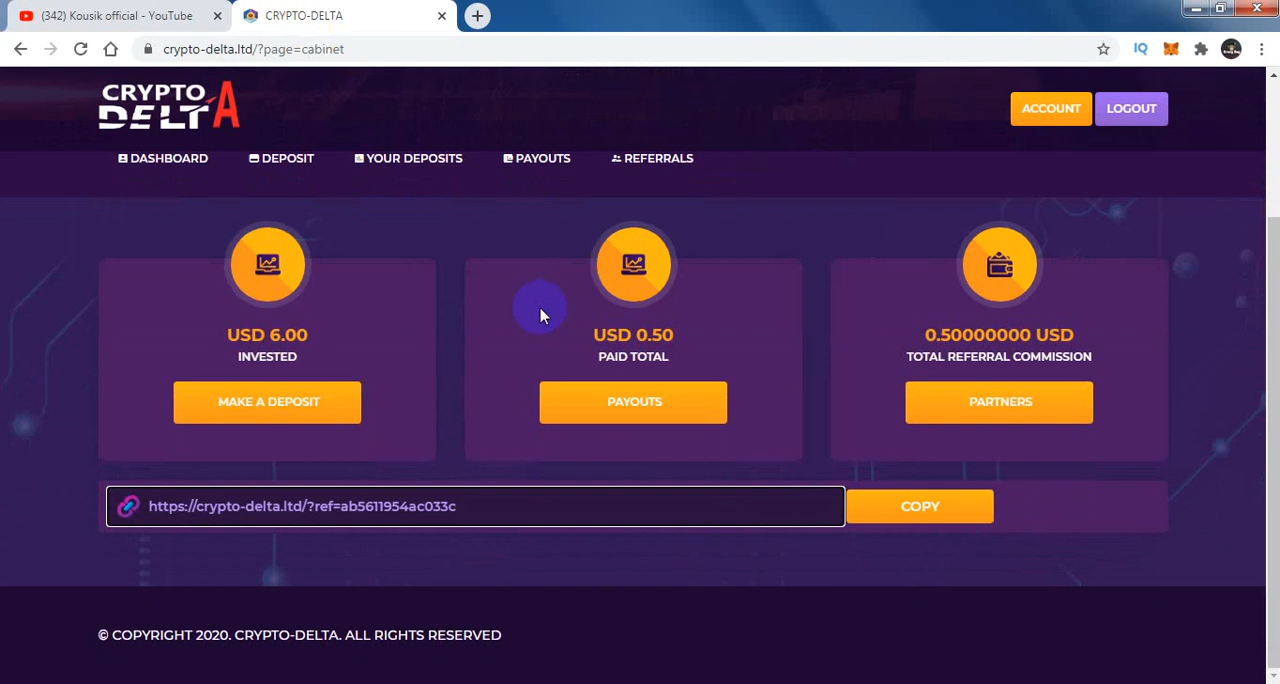 (342) Kousik official - YouTube
CRYPTO-DELTA
crypto-delta.ltd/?page=cabinet
IQ
CRYPTO
DELTA
ACCOUNT
LOGOUT
DASHBOARD
DEPOSIT
YOUR DEPOSITS
PAYOUTS
REFERRALS
USD 6.00
INVESTED
MAKE A DEPOSIT
USD 0.50
PAID TOTAL
PAYOUTS
0.50000000 USD
TOTAL REFERRAL COMMISSION
PARTNERS
https://crypto-delta.ltd/?ref=ab5611954ac033c
COPY
© COPYRIGHT 2020. CRYPTO-DELTA. ALL RIGHTS RESERVED